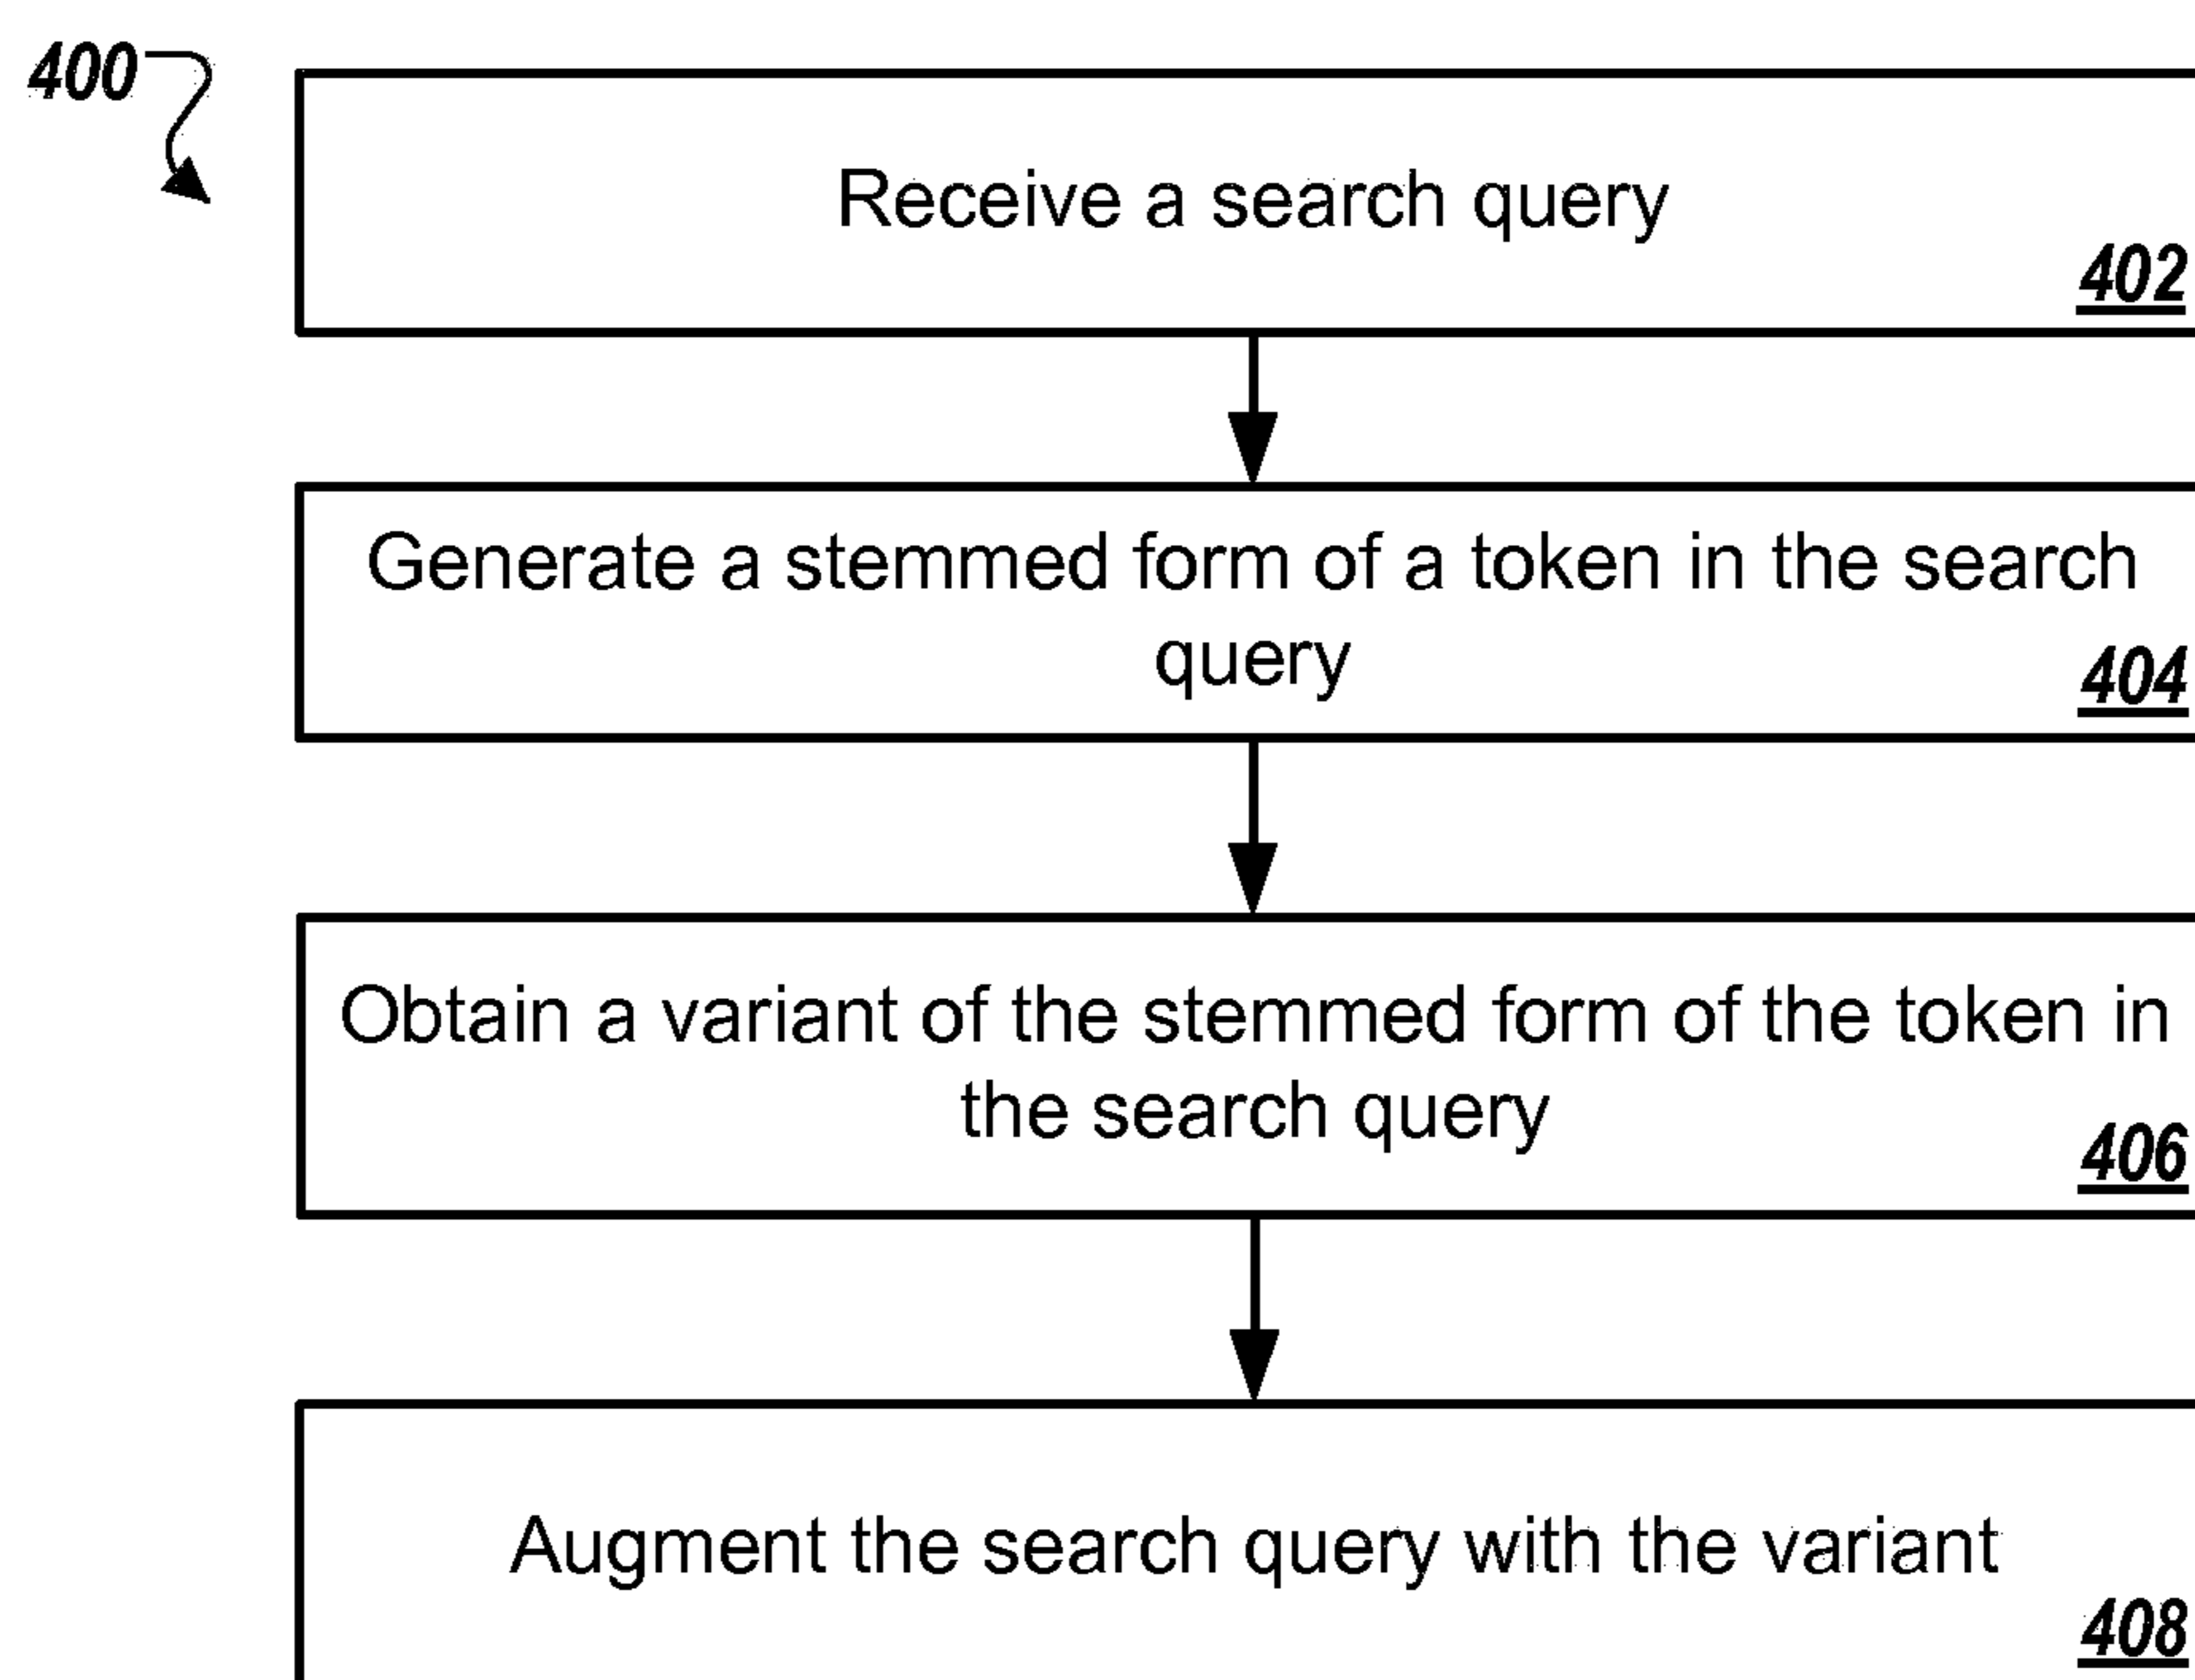 400
Receive a search query
402
Generate a stemmed form of a token in the search
query
404
Obtain a variant of the stemmed form of the token in
the search query
406
Augment the search query with the variant
408